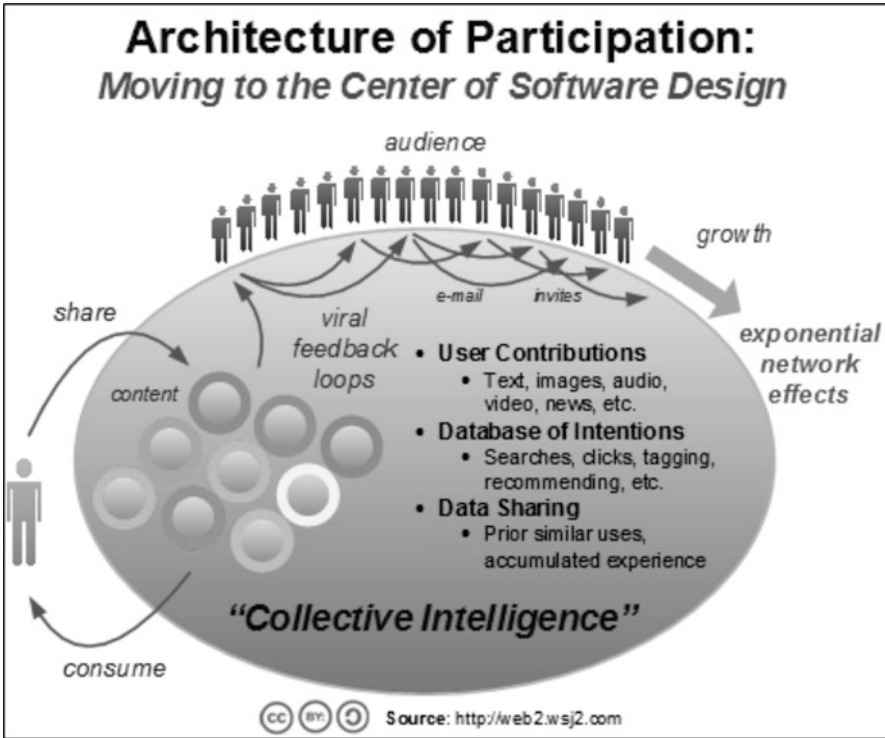 Architecture of Participation:
Moving to the Center of Software Design
audience
growth
exponential
network
effects
e-mail
invites
share
viral
feedback
loops
content
• User Contributions
• Text, images, audio,
video, news, etc.
• Database of Intentions
• Searches, clicks, tagging,
recommending, etc.
• Data Sharing
• Prior similar uses,
accumulated experience
“Collective Intelligence”
consume
CC BY: Source: http://web2.wsj2.com